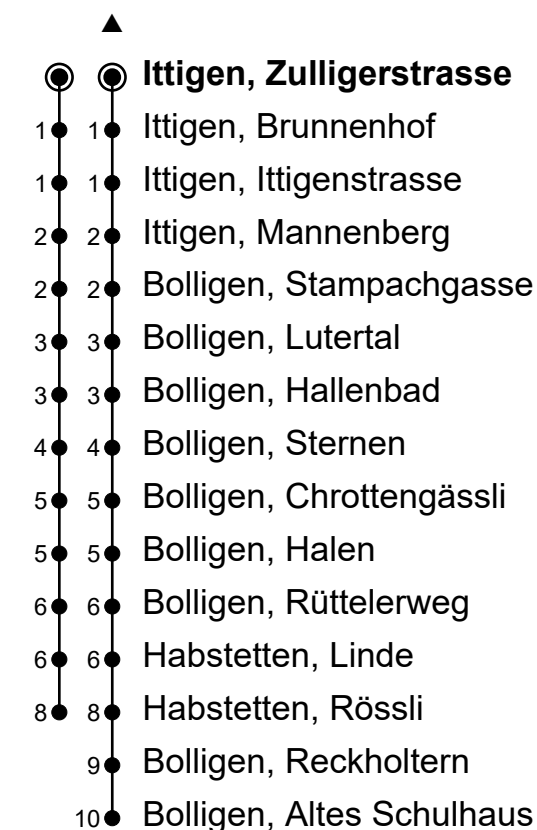 ▲
Ittigen, Zulligerstrasse
1 1 Ittigen, Brunnenhof
1 1 Ittigen, Ittigenstrasse
2 2 Ittigen, Mannenberg
2 2 Bolligen, Stampachgasse
3 3 Bolligen, Lutertal
3 3 Bolligen, Hallenbad
4 4 Bolligen, Sternen
5 5 Bolligen, Chrottengässli
5 5 Bolligen, Halen
6 6 Bolligen, Rüttelerweg
6 6 Habstetten, Linde
8 8 Habstetten, Rössli
9 Bolligen, Reckholtern
10 Bolligen, Altes Schulhaus